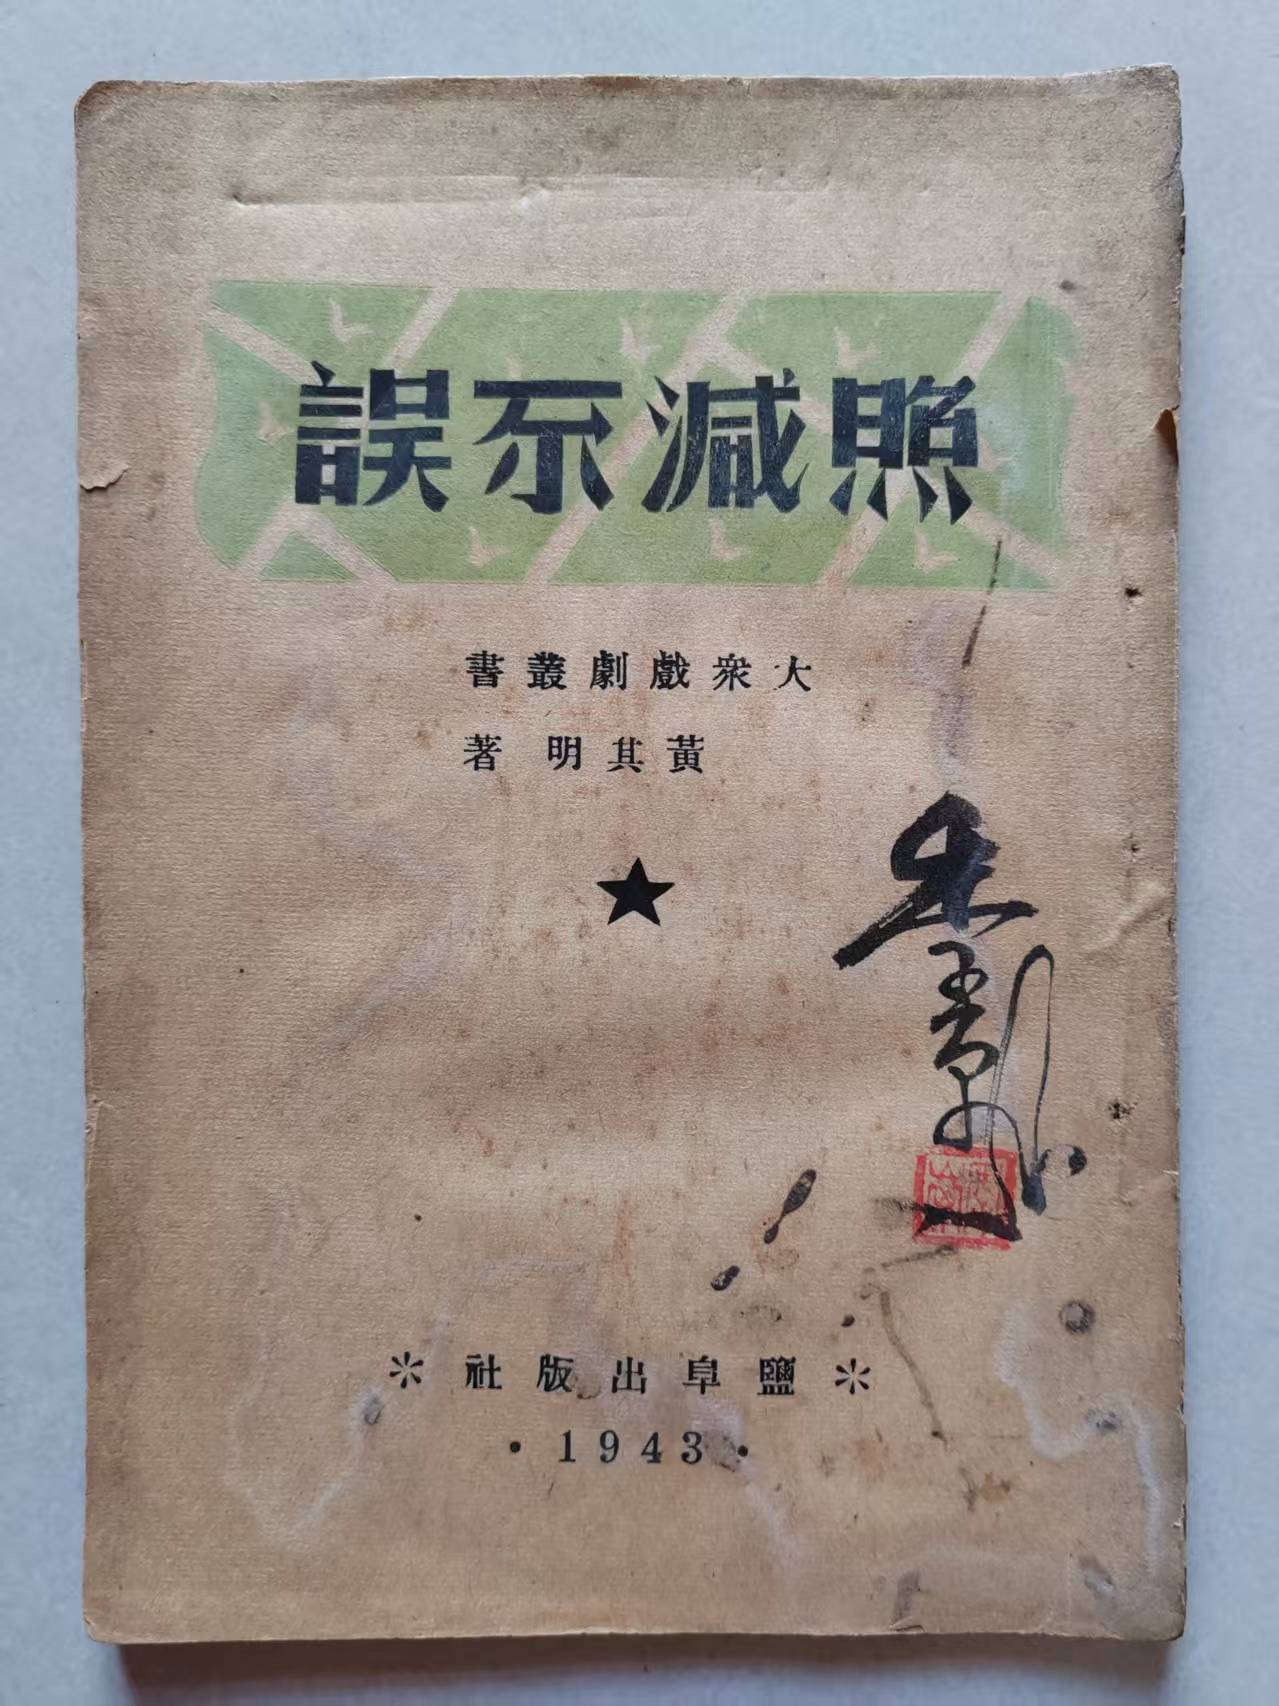 照減不誤
大衆戲劇叢書
黃其明 著
＊鹽阜出版社＊
·1943·